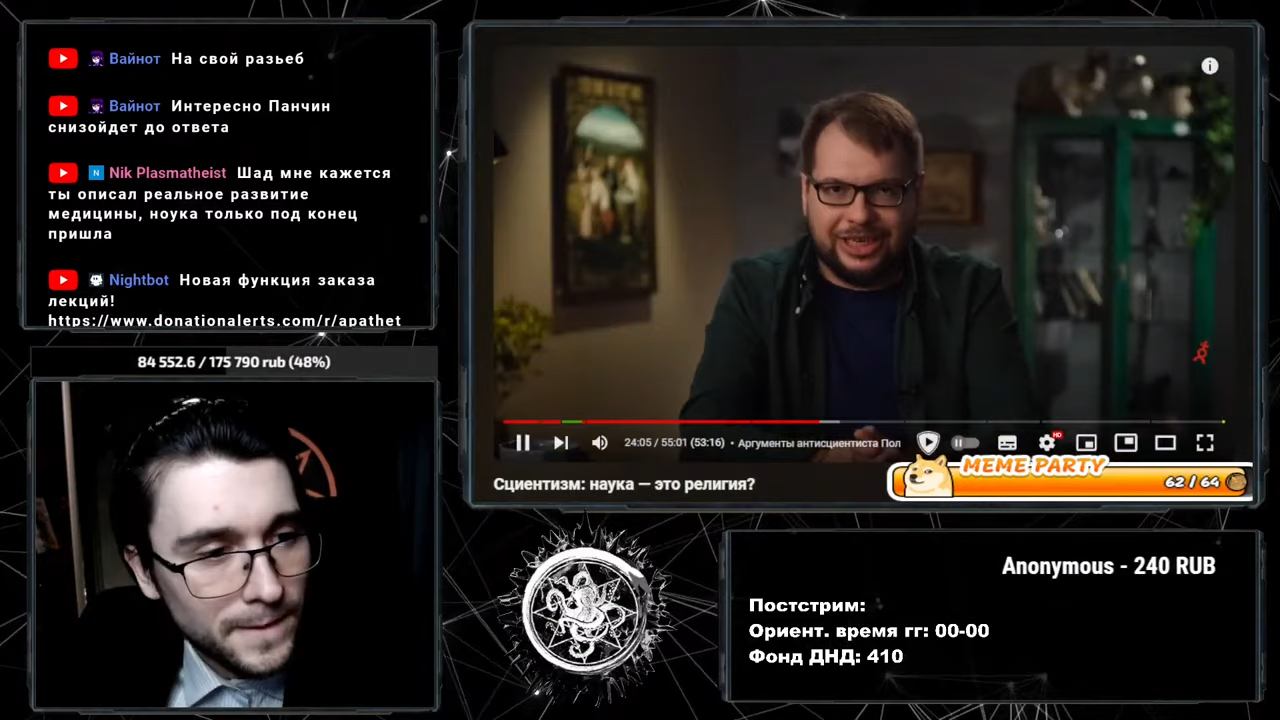 Вайнот На свой разьеб
Вайнот Интересно Панчин
снизойдет до ответа
Nik Plasmatheist Шад мне кажется
ты описал реальное развитие
медицины, ноука только под конец
пришла
Nightbot Новая функция заказа
лекций!
https://www.donationalerts.com/r/apathet
84 552.6 / 175 790 rub (48%)
24:05 / 55:01 (53:16) • Аргументы антисциентиста Пол
HD
Сциентизм: наука — это религия?
MEME PARTY
62 / 64
Anonymous - 240 RUB
Постстрим:
Ориент. время гг: 00-00
Фонд ДНД: 410